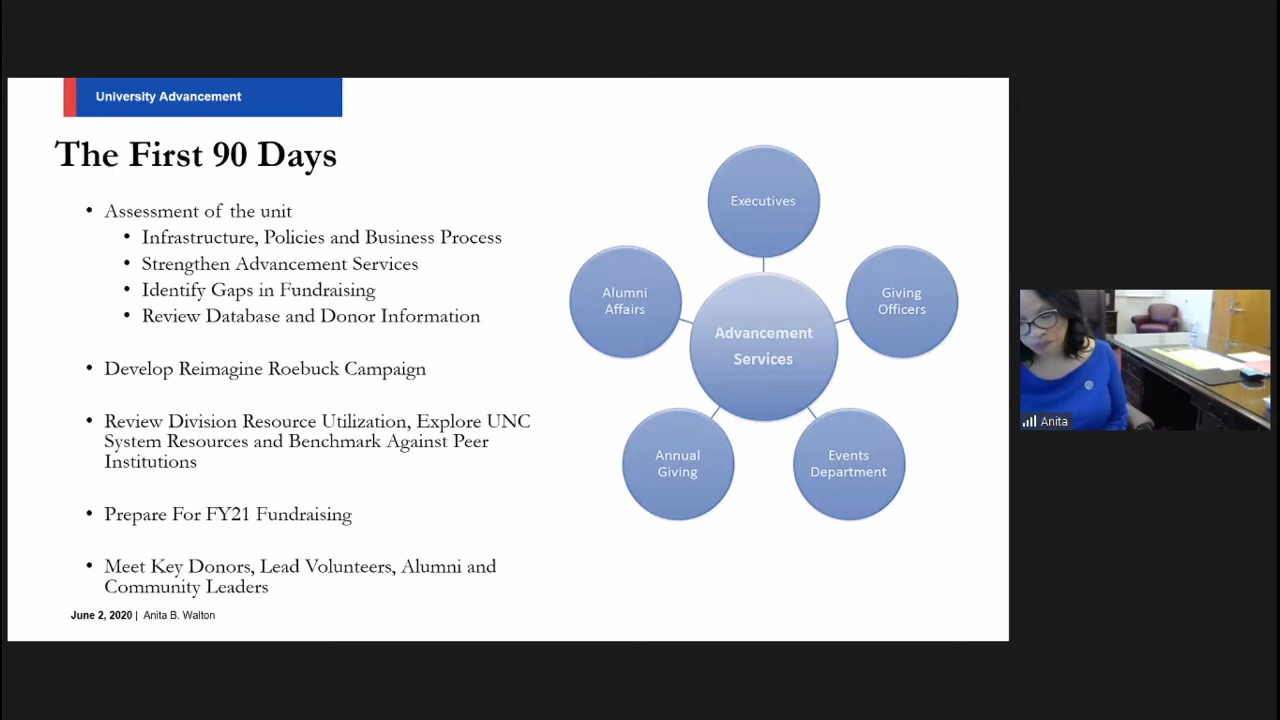 University Advancement
The First 90 Days
• Assessment of the unit
• Infrastructure, Policies and Business Process
• Strengthen Advancement Services
• Identify Gaps in Fundraising
• Review Database and Donor Information
• Develop Reimagine Roebuck Campaign
• Review Division Resource Utilization, Explore UNC
System Resources and Benchmark Against Peer
Institutions
• Prepare For FY21 Fundraising
• Meet Key Donors, Lead Volunteers, Alumni and
Community Leaders
June 2, 2020 | Anita B. Walton
Executives
Alumni
Affairs
Giving
Officers
Advancement
Services
Annual
Giving
Events
Department
Anita